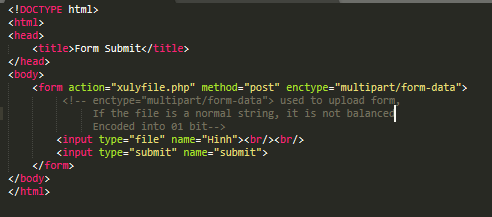 <!DOCTYPE html>
<html>
<head>
    <title>Form Submit</title>
</head>
<body>
    <form action="xulyfile.php" method="post" enctype="multipart/form-data">
        <!-- enctype="multipart/form-data"> used to upload form,
            If the file is a normal string, it is not balanced
            Encoded into 01 bit-->
        <input type="file" name="Hinh"><br/><br/>
        <input type="submit" name="submit">
    </form>
</body>
</html>